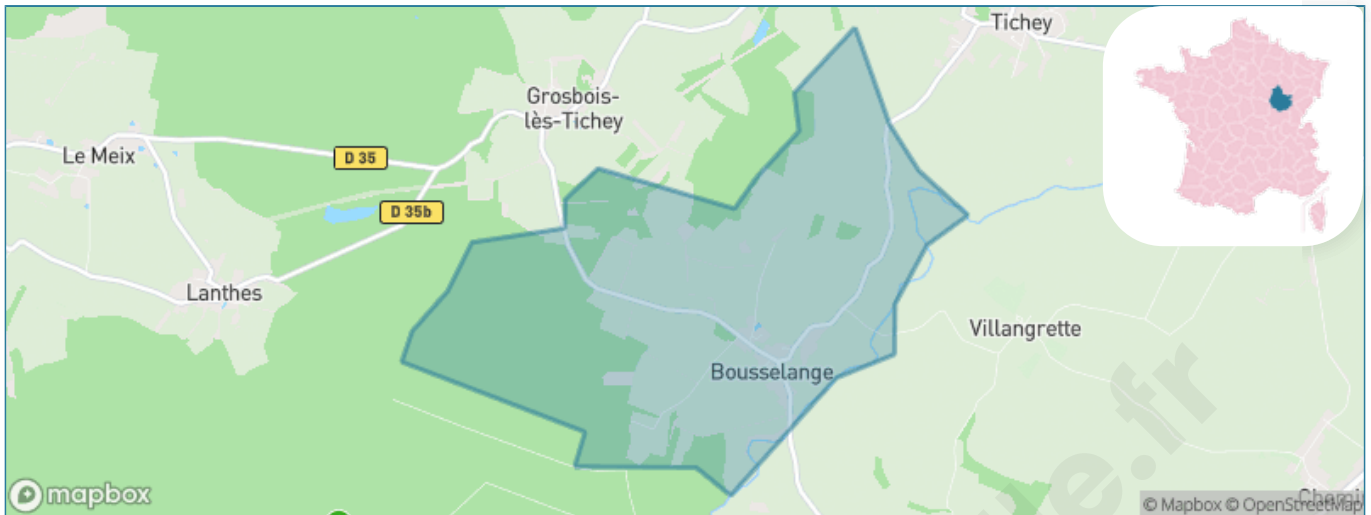 Tichey
Grosbois-
lès-Tichey
Le Meix
D 35
D 35b
Lanthes
Villangrette
Bousselange
mapbox
© Mapbox © OpenStreetMap